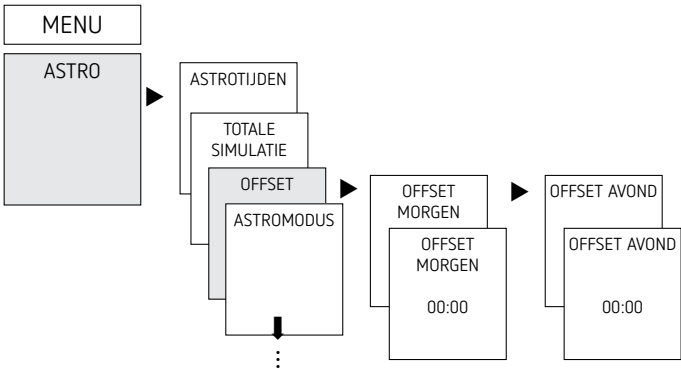 MENU
ASTRO
ASTROTIJDEN
TOTALE
SIMULATIE
OFFSET
ASTROMODUS
OFFSET
MORGEN
OFFSET
MORGEN
00:00
OFFSET AVOND
OFFSET AVOND
00:00